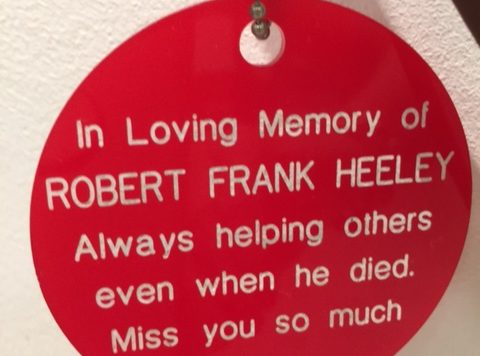 In Loving Memory of
ROBERT FRANK HEELEY
Always helping others
even when he died.
Miss you so much